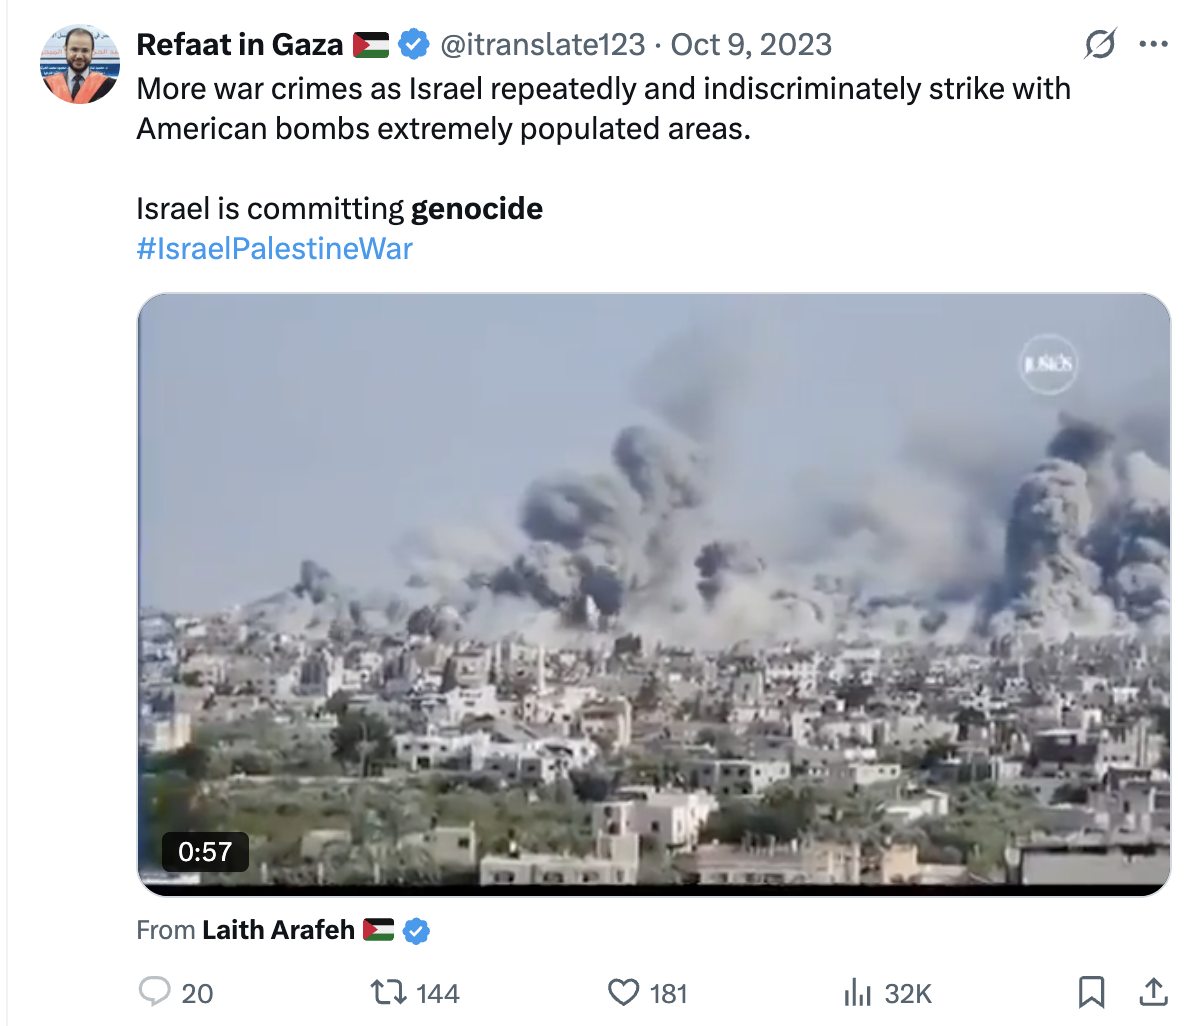 Refaat in Gaza @itranslate123 · Oct 9, 2023
More war crimes as Israel repeatedly and indiscriminately strike with
American bombs extremely populated areas.
Israel is committing genocide
#IsraelPalestineWar
0:57
From Laith Arafeh
20 144 181 32K